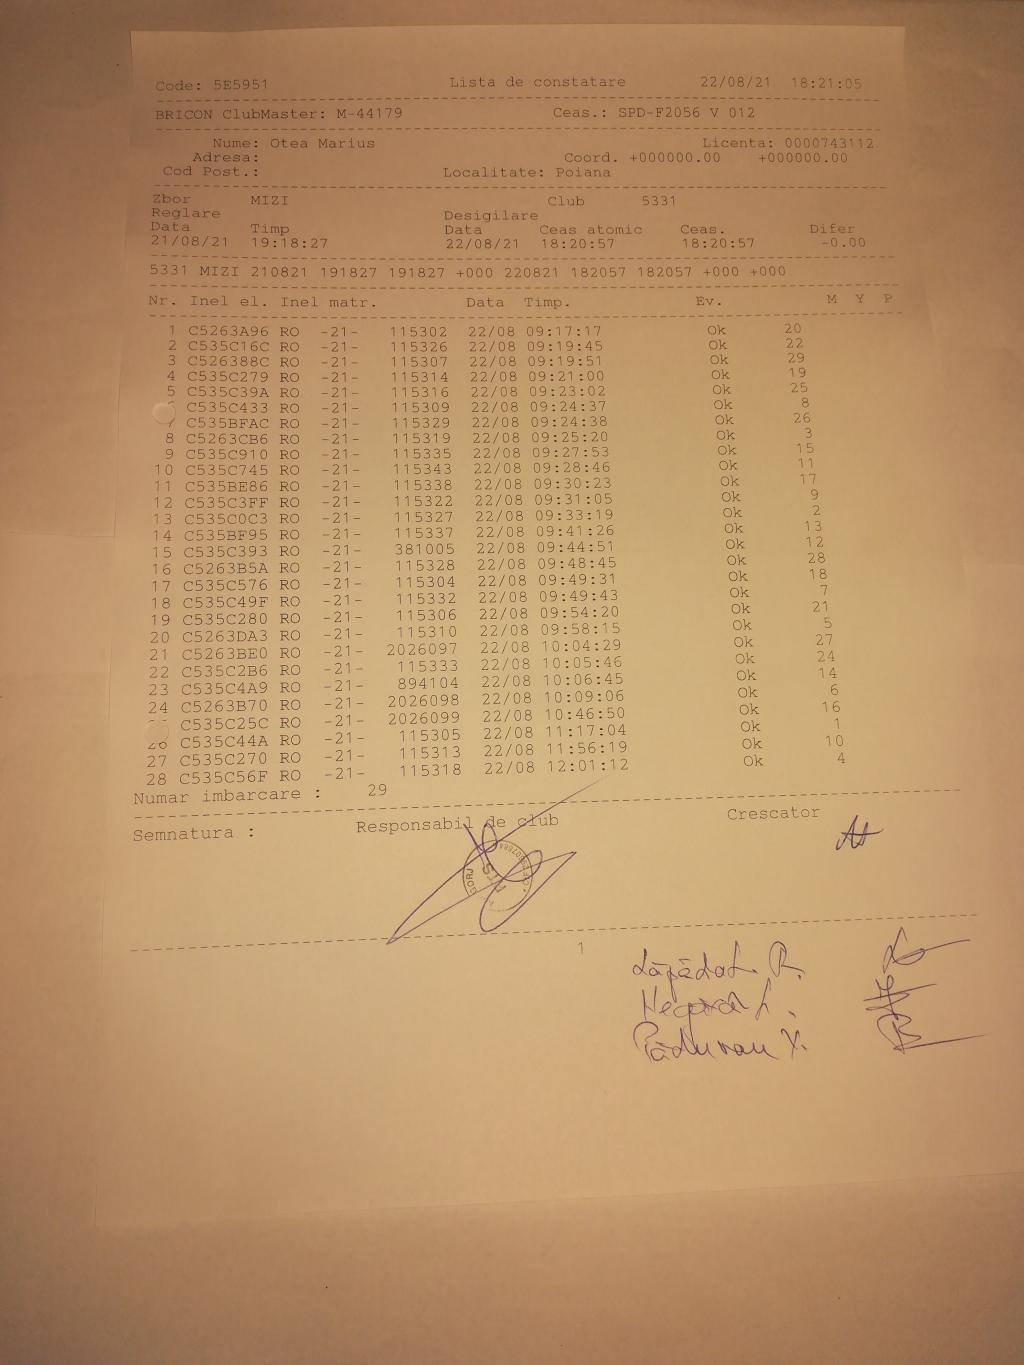 Code: 5E5951 Lista de constatare 22/08/21 18:21:05
BRICON ClubMaster: M-44179 Ceas.: SPD-F2056 V 012
Nume: Otea Marius Licenta: 0000743112
Adresa: Coord. +000000.00 +000000.00
Cod Post.: Localitate: Poiana
Zbor MIZI Club 5331
Reglare Desigilare
Data Timp Data Ceas atomic Ceas. Difer
21/08/21 19:18:27 22/08/21 18:20:57 18:20:57 -0.00
5331 MIZI 210821 191827 191827 +000 220821 182057 182057 +000 +000
Nr. Inel el. Inel matr. Data Timp. Ev. M Y P
1 C5263A96 RO -21- 115302 22/08 09:17:17 Ok 20
2 C535C16C RO -21- 115326 22/08 09:19:45 Ok 22
3 C526388C RO -21- 115307 22/08 09:19:51 Ok 29
4 C535C279 RO -21- 115314 22/08 09:21:00 Ok 19
5 C535C39A RO -21- 115316 22/08 09:23:02 Ok 25
C535C433 RO -21- 115309 22/08 09:24:37 Ok 8
7 C535BFAC RO -21- 115329 22/08 09:24:38 Ok 26
8 C5263CB6 RO -21- 115319 22/08 09:25:20 Ok 3
9 C535C910 RO -21- 115335 22/08 09:27:53 Ok 15
10 C535C745 RO -21- 115343 22/08 09:28:46 Ok 11
11 C535BE86 RO -21- 115338 22/08 09:30:23 Ok 17
12 C535C3FF RO -21- 115322 22/08 09:31:05 Ok 9
13 C535C0C3 RO -21- 115327 22/08 09:33:19 Ok 2
14 C535BF95 RO -21- 115337 22/08 09:41:26 Ok 13
15 C535C393 RO -21- 381005 22/08 09:44:51 Ok 12
16 C5263B5A RO -21- 115328 22/08 09:48:45 Ok 28
17 C535C576 RO -21- 115304 22/08 09:49:31 Ok 18
18 C535C49F RO -21- 115332 22/08 09:49:43 Ok 7
19 C535C280 RO -21- 115306 22/08 09:54:20 Ok 21
20 C5263DA3 RO -21- 115310 22/08 09:58:15 Ok 5
21 C5263BE0 RO -21- 2026097 22/08 10:04:29 Ok 27
22 C535C2B6 RO -21- 115333 22/08 10:05:46 Ok 24
23 C535C4A9 RO -21- 894104 22/08 10:06:45 Ok 14
24 C5263B70 RO -21- 2026098 22/08 10:09:06 Ok 6
C535C25C RO -21- 2026099 22/08 10:46:50 Ok 16
26 C535C44A RO -21- 115305 22/08 11:17:04 Ok 1
27 C535C270 RO -21- 115313 22/08 11:56:19 Ok 10
28 C535C56F RO -21- 115318 22/08 12:01:12 Ok 4
Numar imbarcare : 29
Semnatura : Responsabil de club Crescator
GORJ
1
Lăpădat R.